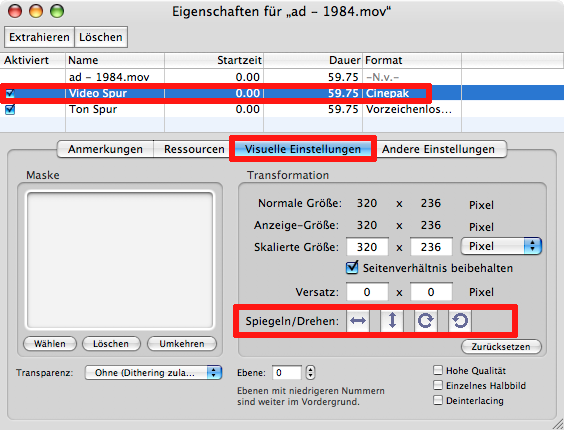 Eigenschaften für „ad – 1984.mov“
Extrahieren Löschen
Aktiviert Name Startzeit Dauer Format
ad – 1984.mov 0.00 59.75 –N.v.–
Video Spur 0.00 59.75 Cinepak
Ton Spur 0.00 59.75 Vorzeichenlos...
Anmerkungen Ressourcen Visuelle Einstellungen Andere Einstellungen
Maske
Wählen Löschen Umkehren
Transformation
Normale Größe: 320 x 236 Pixel
Anzeige-Größe: 320 x 236 Pixel
Skalierte Größe: 320 x 236 Pixel
Seitenverhältnis beibehalten
Versatz: 0 x 0 Pixel
Spiegeln/Drehen:
Zurücksetzen
Transparenz: Ohne (Dithering zula... Ebene: 0
Ebenen mit niedrigeren Nummern
sind weiter im Vordergrund.
Hohe Qualität
Einzelnes Halbbild
Deinterlacing